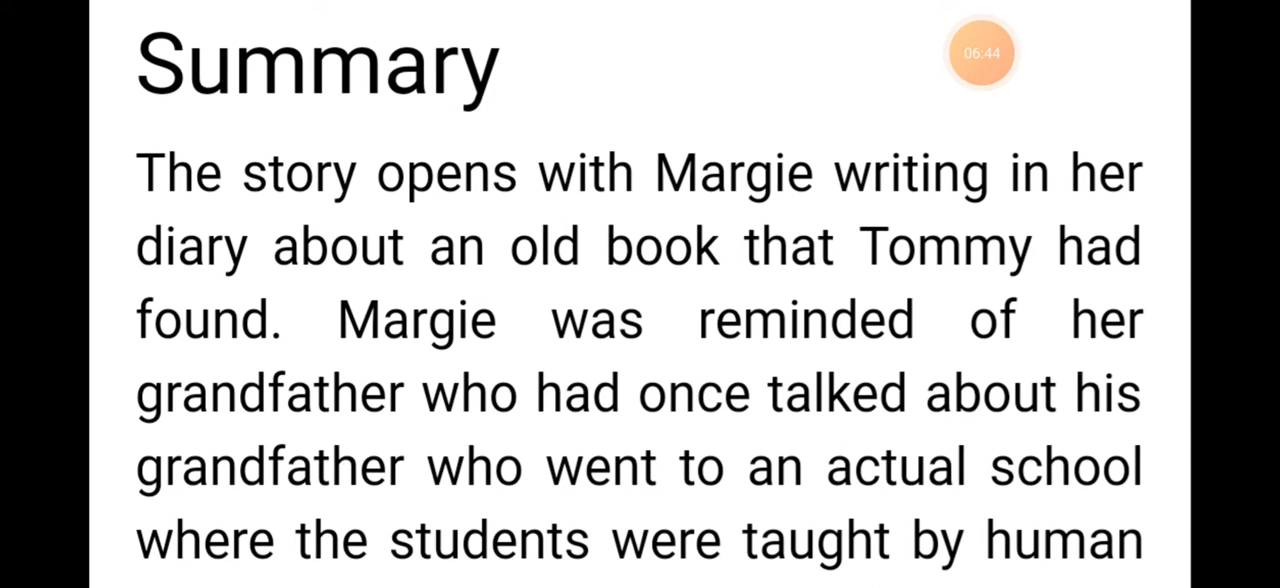 Summary
06:44
The story opens with Margie writing in her
diary about an old book that Tommy had
found. Margie was reminded of her
grandfather who had once talked about his
grandfather who went to an actual school
where the students were taught by human